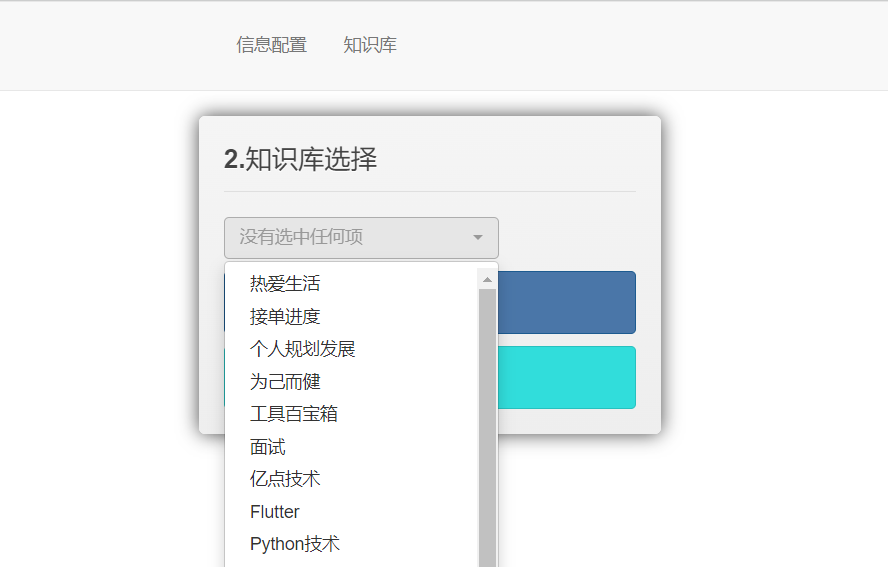 信息配置 知识库
2.知识库选择
没有选中任何项
热爱生活
接单进度
个人规划发展
为己而健
工具百宝箱
面试
亿点技术
Flutter
Python技术